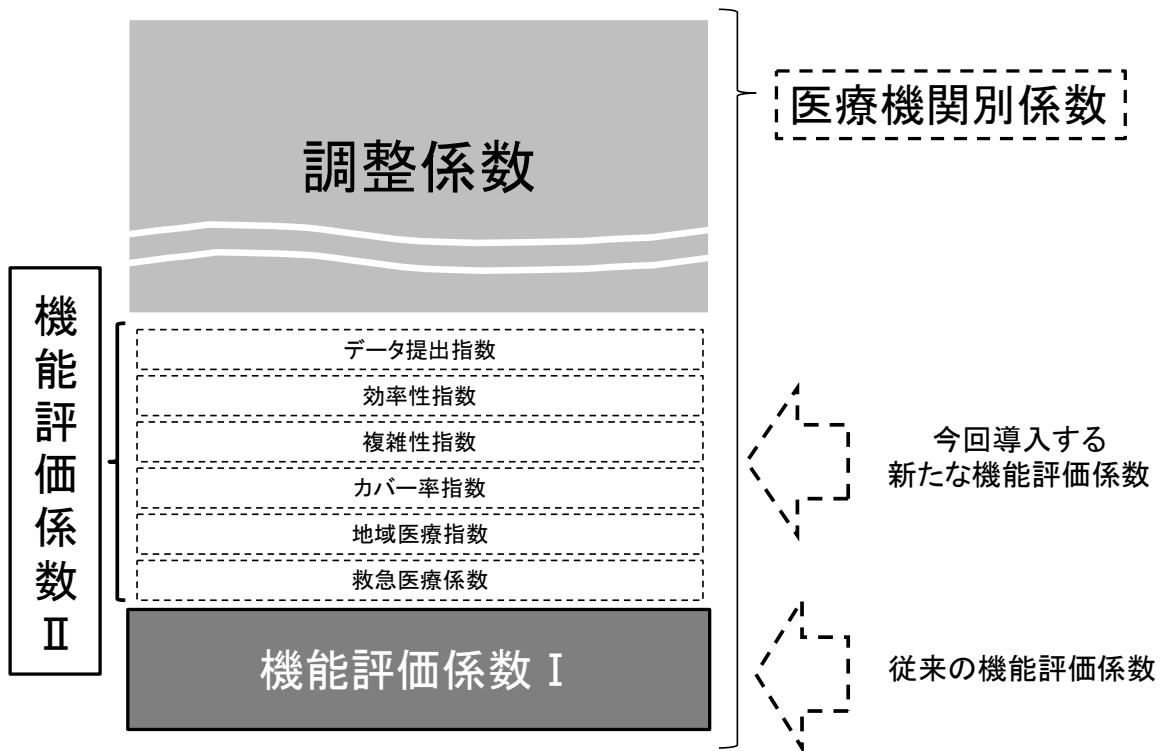 調整係数
医療機関別係数
機能評価係数Ⅱ
データ提出指数
効率性指数
複雑性指数
カバー率指数
地域医療指数
救急医療係数
今回導入する
新たな機能評価係数
機能評価係数Ⅰ
従来の機能評価係数